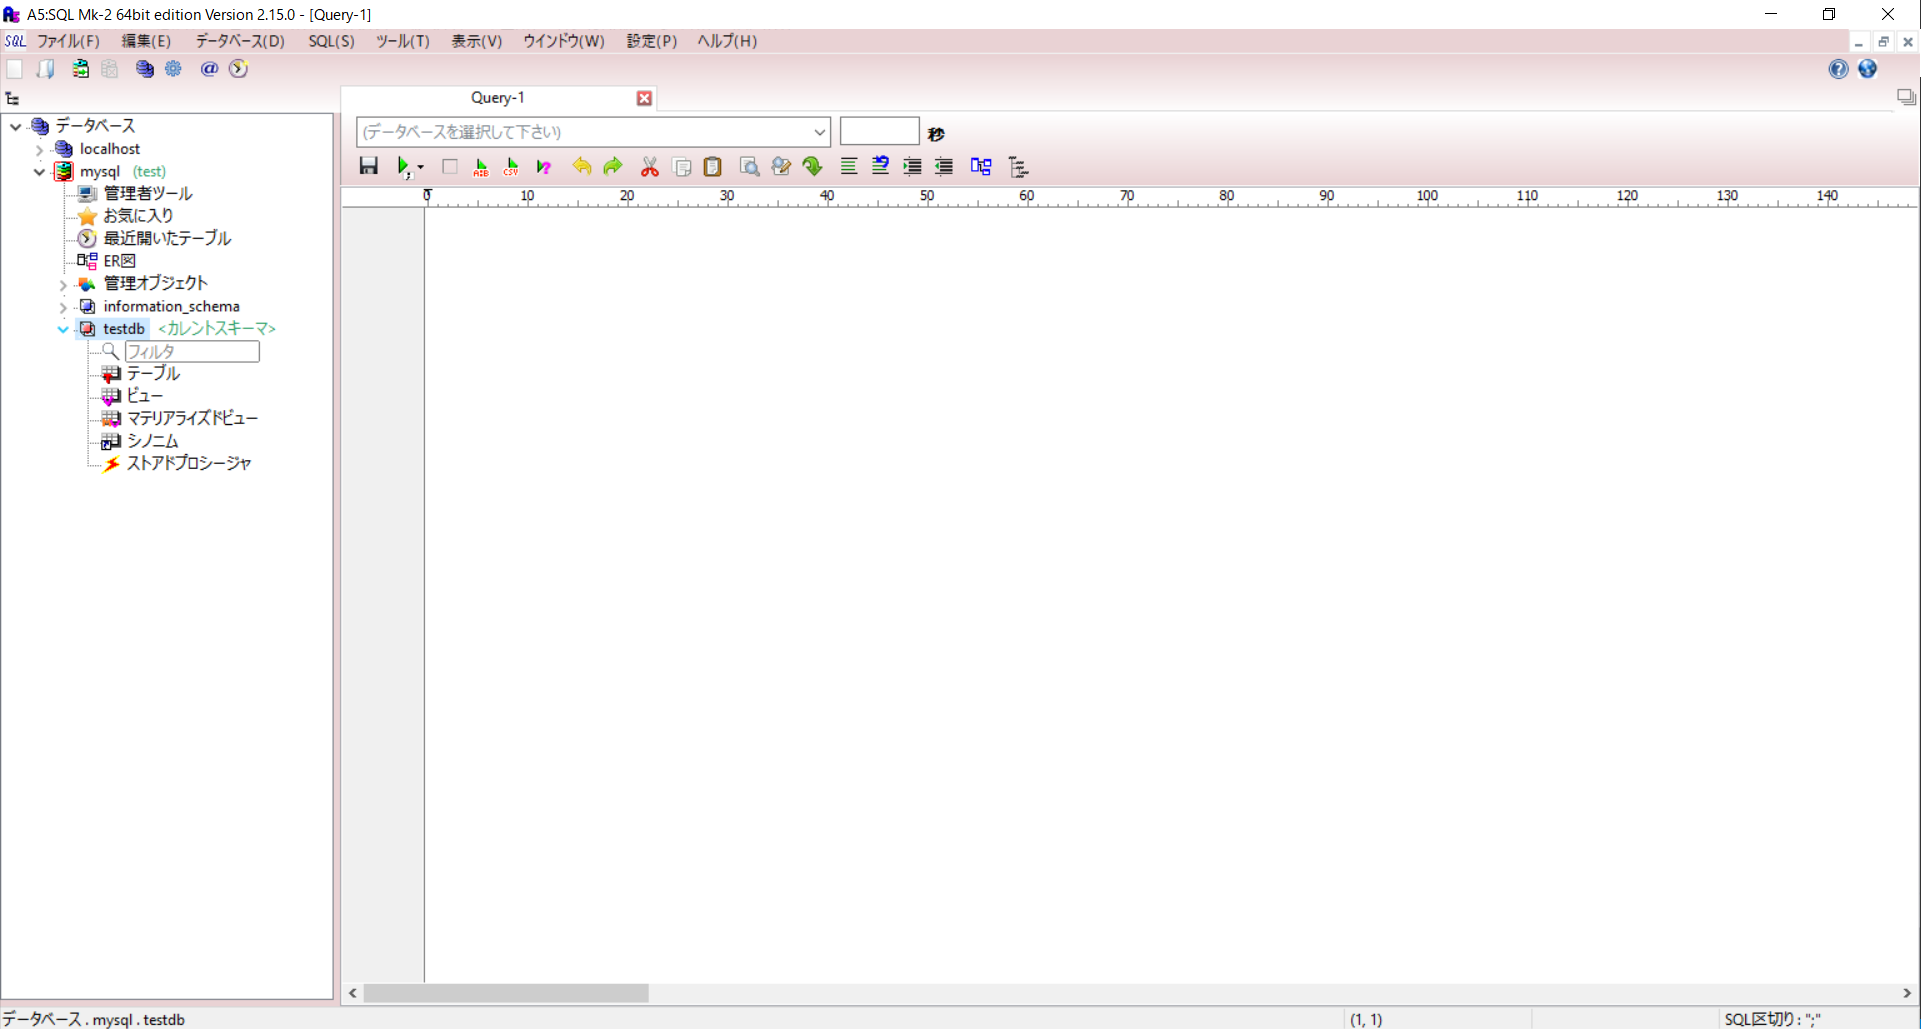 A5:SQL Mk-2 64bit edition Version 2.15.0 - [Query-1]
SQL ファイル(F) 編集(E) データベース(D) SQL(S) ツール(T) 表示(V) ウインドウ(W) 設定(P) ヘルプ(H)
Query-1
データベース
localhost
mysql (test)
管理者ツール
お気に入り
最近開いたテーブル
ER図
管理オブジェクト
information_schema
testdb <カレントスキーマ>
フィルタ
テーブル
ビュー
マテリアライズドビュー
シノニム
ストアドプロシージャ
(データベースを選択して下さい) 秒
A:B CSV
0 10 20 30 40 50 60 70 80 90 100 110 120 130 140
データベース . mysql . testdb (1, 1) SQL区切り : ";"